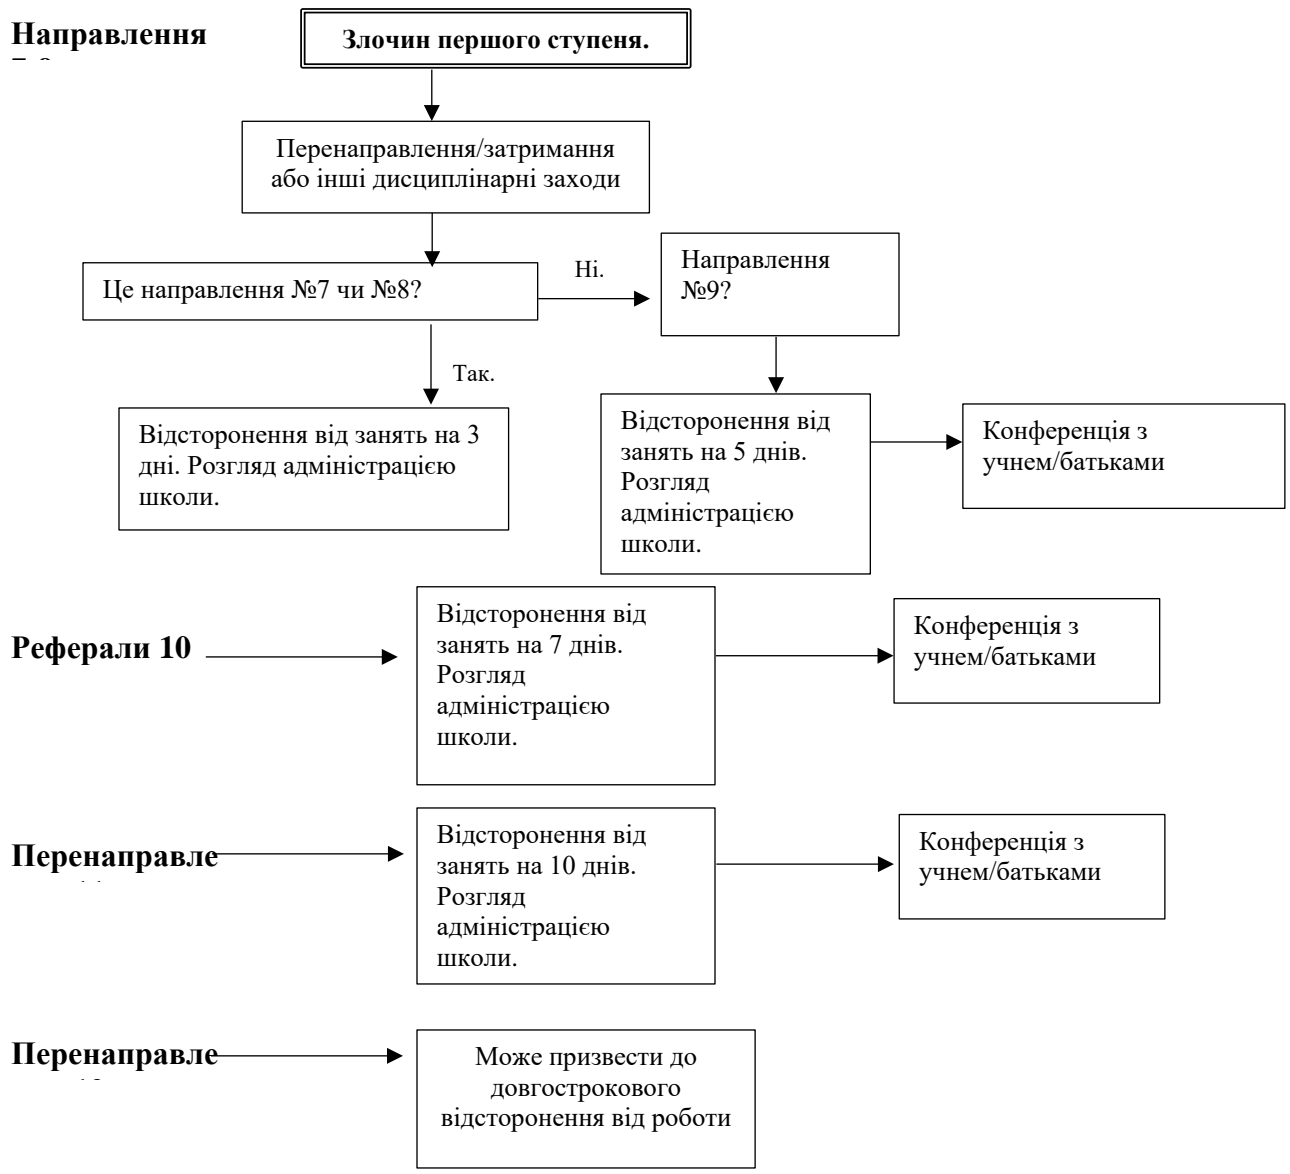 Направлення
Злочин першого ступеня.
Перенаправлення/затримання
або інші дисциплінарні заходи
Це направлення №7 чи №8?
Ні.
Направлення
№9?
Так.
Відсторонення від занять на 3
дні. Розгляд адміністрацією
школи.
Відсторонення від
занять на 5 днів.
Розгляд
адміністрацією
школи.
Конференція з
учнем/батьками
Реферали 10
Відсторонення від
занять на 7 днів.
Розгляд
адміністрацією
школи.
Конференція з
учнем/батьками
Перенаправле
Відсторонення від
занять на 10 днів.
Розгляд
адміністрацією
школи.
Конференція з
учнем/батьками
Перенаправле
Може призвести до
довгострокового
відсторонення від роботи